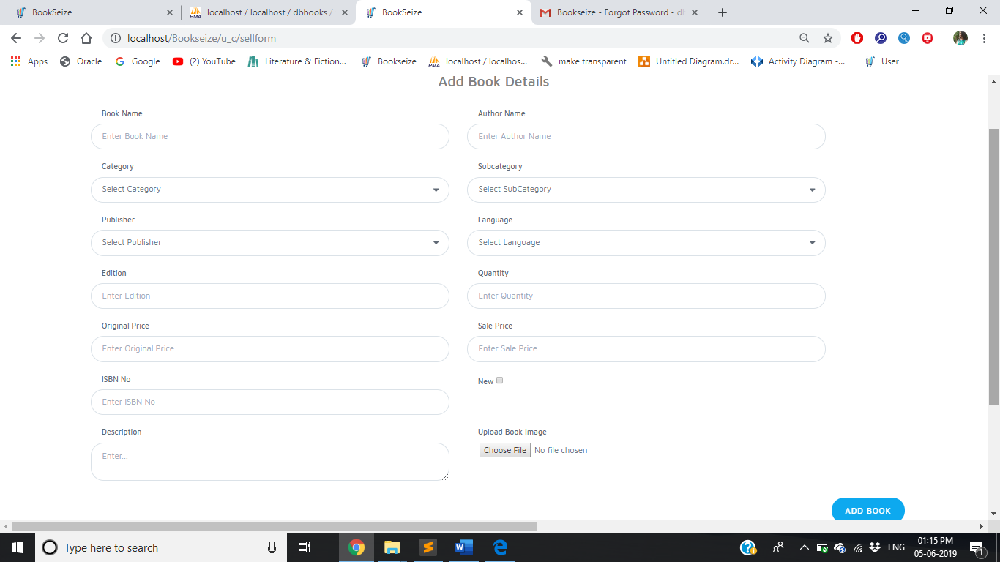 BookSize
localhost / localhost / dbbooks /
BookSeize
Bookseize - Forgot Password - d
localhost/Bookseize/u_c/sellform
Apps Oracle Google (2) YouTube Literature & Fiction... Bookseize PMA localhost / localhos... make transparent Untitled Diagram.dr... Activity Diagram -... User
Add Book Details
Book Name Author Name
Enter Book Name Enter Author Name
Category Subcategory
Select Category Select SubCategory
Publisher Language
Select Publisher Select Language
Edition Quantity
Enter Edition Enter Quantity
Original Price Sale Price
Enter Original Price Enter Sale Price
ISBN No New
Enter ISBN No
Description Upload Book Image
Enter... Choose File No file chosen
ADD BOOK
Type here to search ENG 01:15 PM
05-06-2019 1